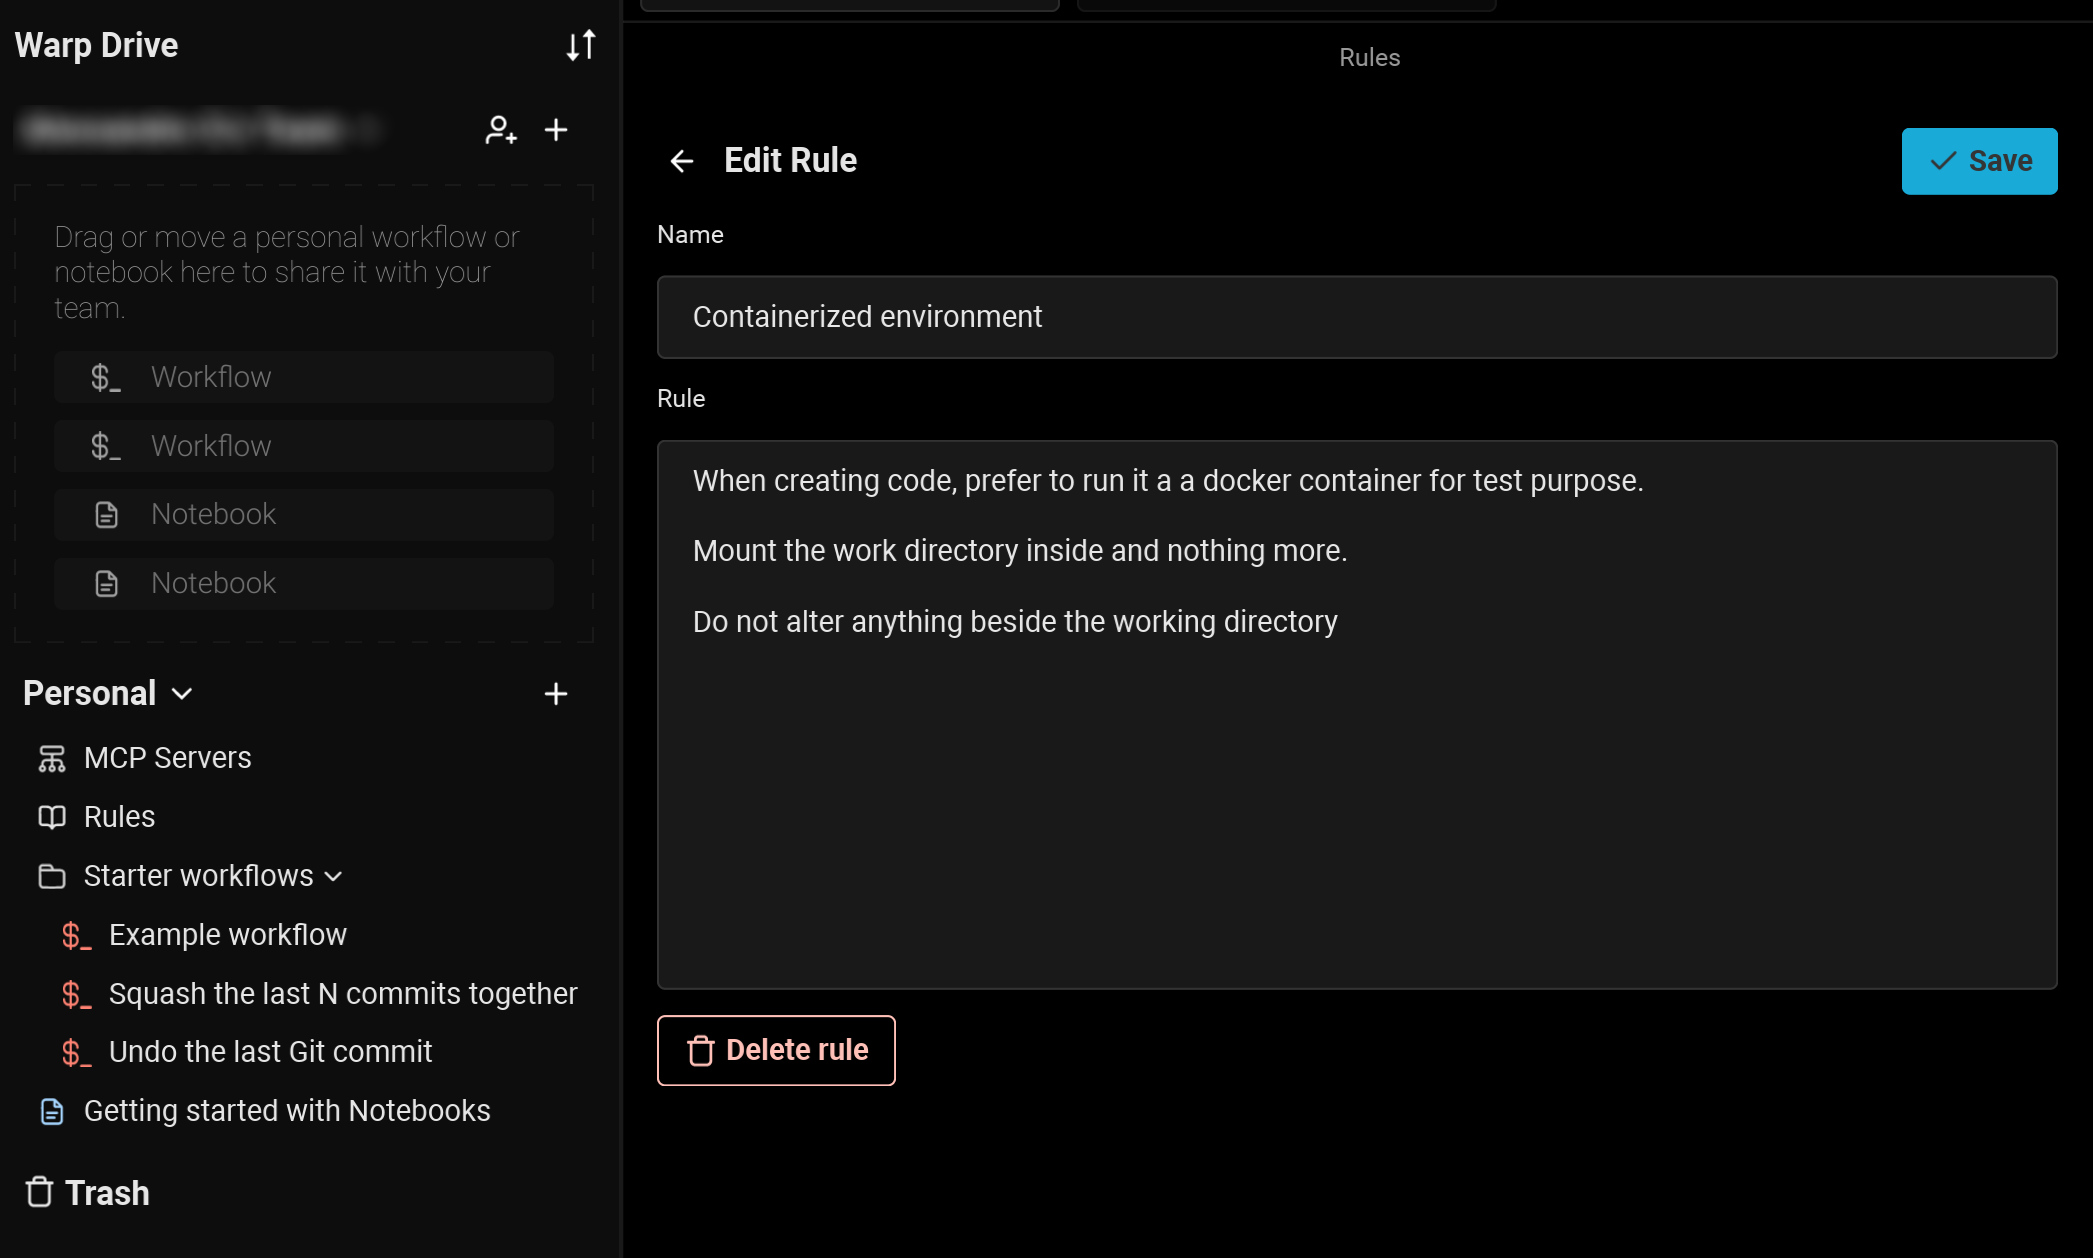 Warp Drive
Drag or move a personal workflow or
notebook here to share it with your
team.
$_ Workflow
$_ Workflow
Notebook
Notebook
Personal
MCP Servers
Rules
Starter workflows
$_ Example workflow
$_ Squash the last N commits together
$_ Undo the last Git commit
Getting started with Notebooks
Trash
Rules
Edit Rule
Save
Name
Containerized environment
Rule
When creating code, prefer to run it a a docker container for test purpose.
Mount the work directory inside and nothing more.
Do not alter anything beside the working directory
Delete rule